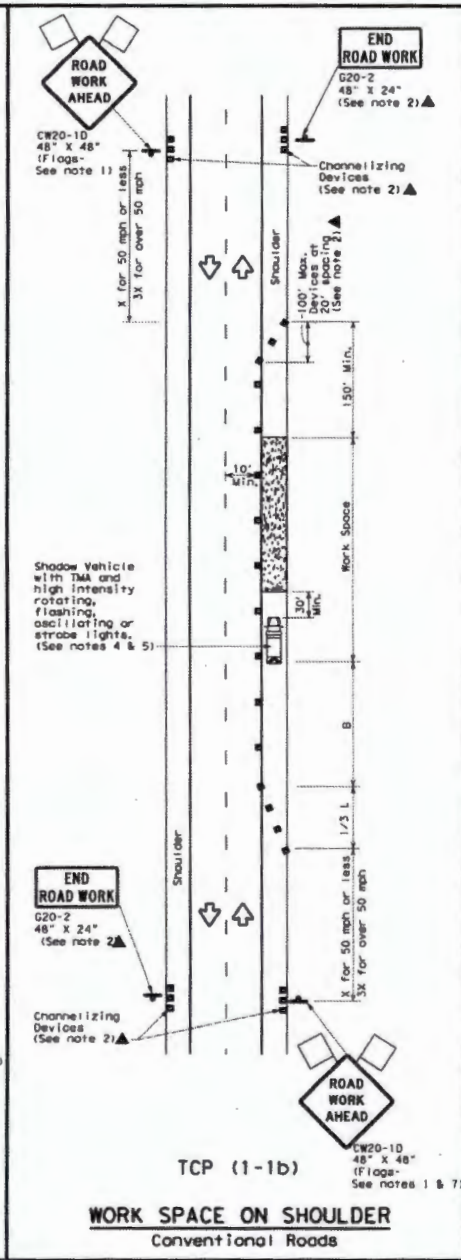 ROAD
WORK
AHEAD
CW20-1D
48" X 48"
(Flags-
See note 1)
X for 50 mph or less
3X for over 50 mph
END
ROAD WORK
G20-2
48" X 24"
(See note 2)▲
Channelizing
Devices
(See note 2)▲
Shoulder
100' Max.
Devices at
20' spacing
(See note 2)▲
150' Min.
10'
Min.
Work Space
Shadow Vehicle
with TMA and
high intensity
rotating,
flashing,
oscillating or
strobe lights.
(See notes 4 & 5)
30'
Min.
B
1/3 L
Shoulder
X for 50 mph or less
3X for over 50 mph
END
ROAD WORK
G20-2
48" X 24"
(See note 2)▲
Channelizing
Devices
(See note 2)▲
ROAD
WORK
AHEAD
CW20-1D
48" X 48"
(Flags-
See notes 1 & 7)
TCP (1-1b)
WORK SPACE ON SHOULDER
Conventional Roads